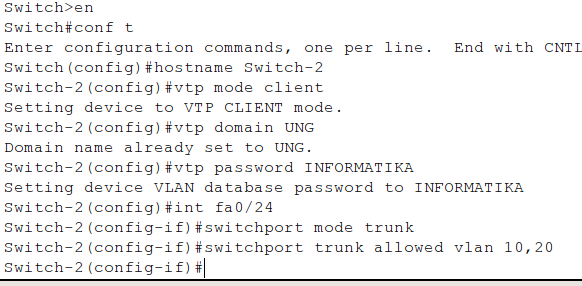 Switch>en
Switch#conf t
Enter configuration commands, one per line.  End with CNTL
Switch(config)#hostname Switch-2
Switch-2(config)#vtp mode client
Setting device to VTP CLIENT mode.
Switch-2(config)#vtp domain UNG
Domain name already set to UNG.
Switch-2(config)#vtp password INFORMATIKA
Setting device VLAN database password to INFORMATIKA
Switch-2(config)#int fa0/24
Switch-2(config-if)#switchport mode trunk
Switch-2(config-if)#switchport trunk allowed vlan 10,20
Switch-2(config-if)#